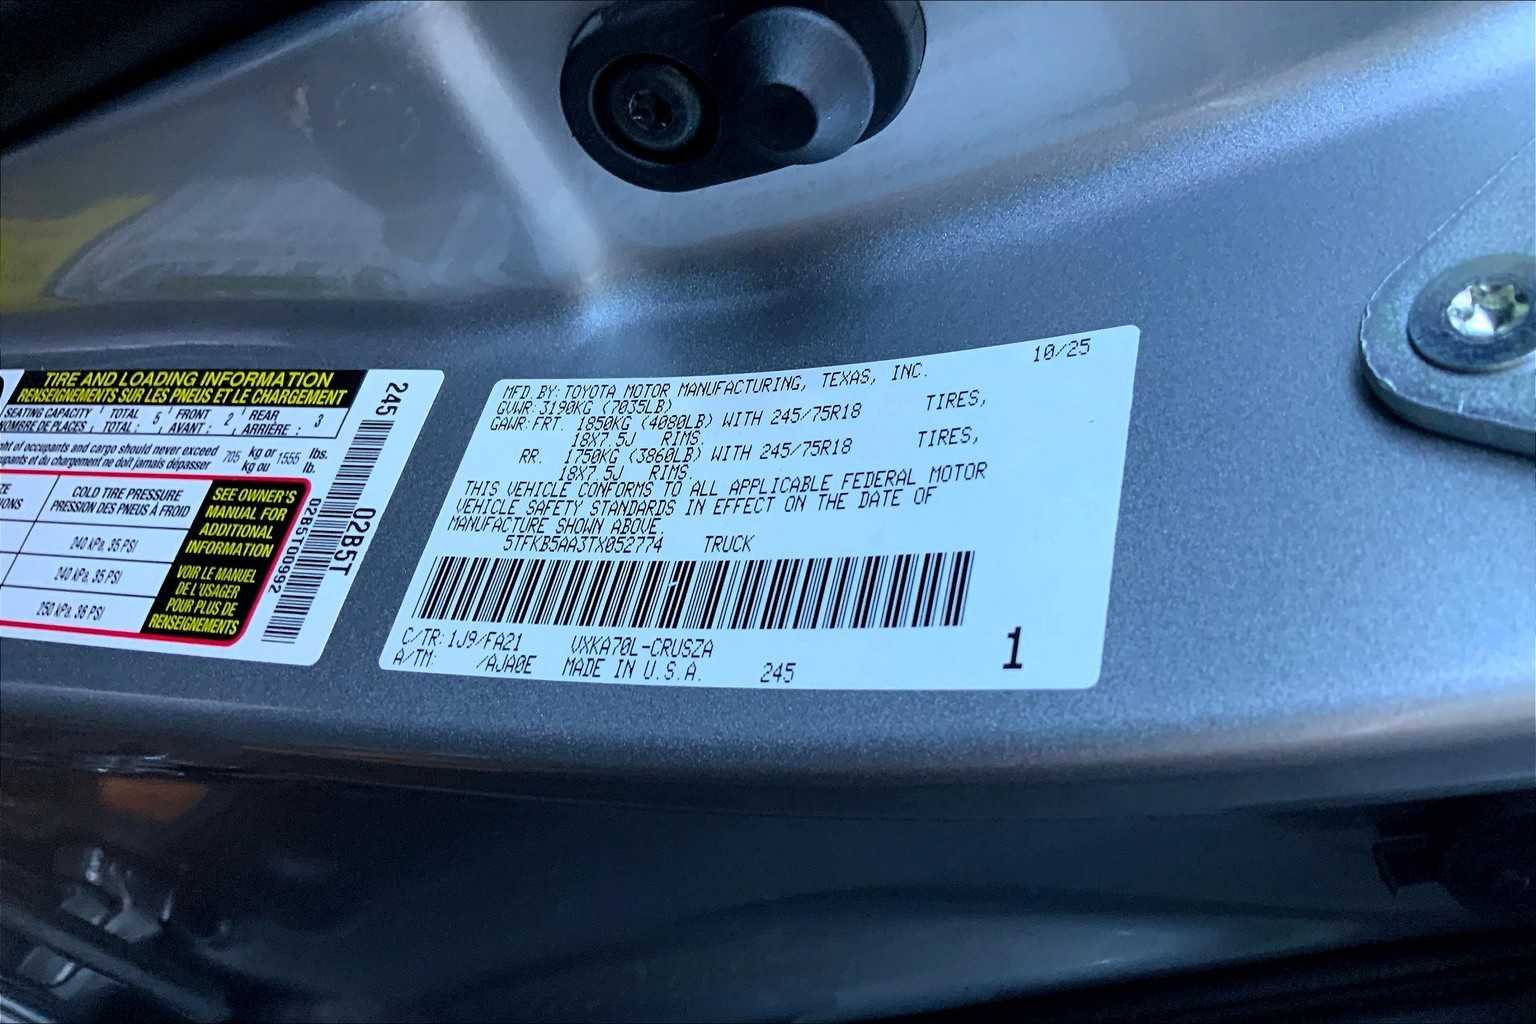 TIRE AND LOADING INFORMATION
RENSEIGNEMENTS SUR LES PNEUS ET LE CHARGEMENT
SEATING CAPACITY TOTAL 5 FRONT 2 REAR 3
NOMBRE DE PLACES TOTAL: AVANT: ARRIÈRE:
of occupants and cargo should never exceed 705 kg or 1555 lbs.
et du chargement ne doit jamais dépasser kg ou lb.
COLD TIRE PRESSURE
PRESSION DES PNEUS À FROID
240 kPa, 35 PSI
240 kPa, 35 PSI
250 kPa, 36 PSI
SEE OWNER'S
MANUAL FOR
ADDITIONAL
INFORMATION
VOIR LE MANUEL
DE L'USAGER
POUR PLUS DE
RENSEIGNEMENTS
245
02B5T
02B5T00992
10/25
MFD BY: TOYOTA MOTOR MANUFACTURING, TEXAS, INC.
GVWR: 3190KG (7035LB)
GAWR: FRT. 1850KG (4080LB) WITH 245/75R18 TIRES,
18X7.5J RIMS.
RR. 1750KG (3860LB) WITH 245/75R18 TIRES,
18X7.5J RIMS.
THIS VEHICLE CONFORMS TO ALL APPLICABLE FEDERAL MOTOR
VEHICLE SAFETY STANDARDS IN EFFECT ON THE DATE OF
MANUFACTURE SHOWN ABOVE.
5TFKB5AA3TX052774 TRUCK
C/TR: 1J9/FA21 VXKA70L-CRUSZA
A/TM: /AJA0E MADE IN U.S.A. 245
1